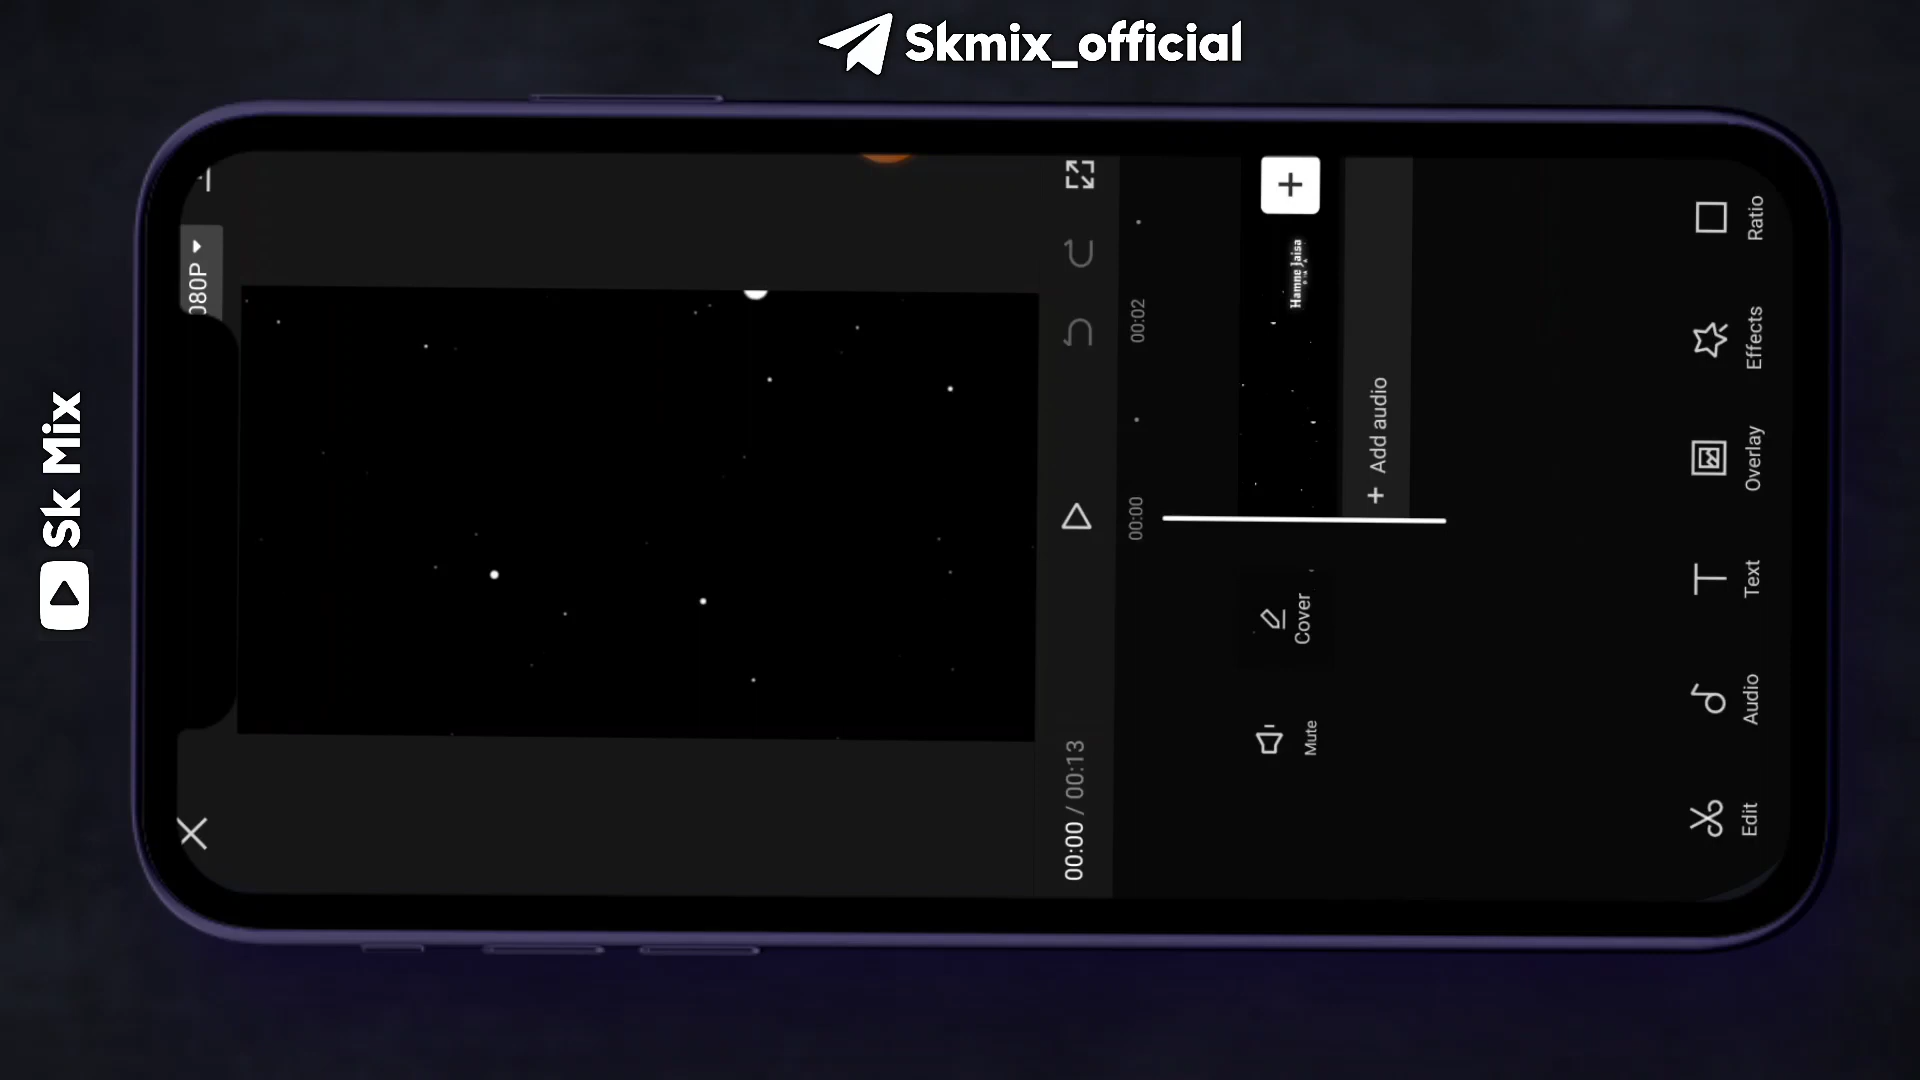 Skmix_official
Sk Mix
080P
00:00 / 00:13
00:00
00:02
Hamne Jaisa
Mute
Cover
+ Add audio
Edit
Audio
Text
Overlay
Effects
Ratio